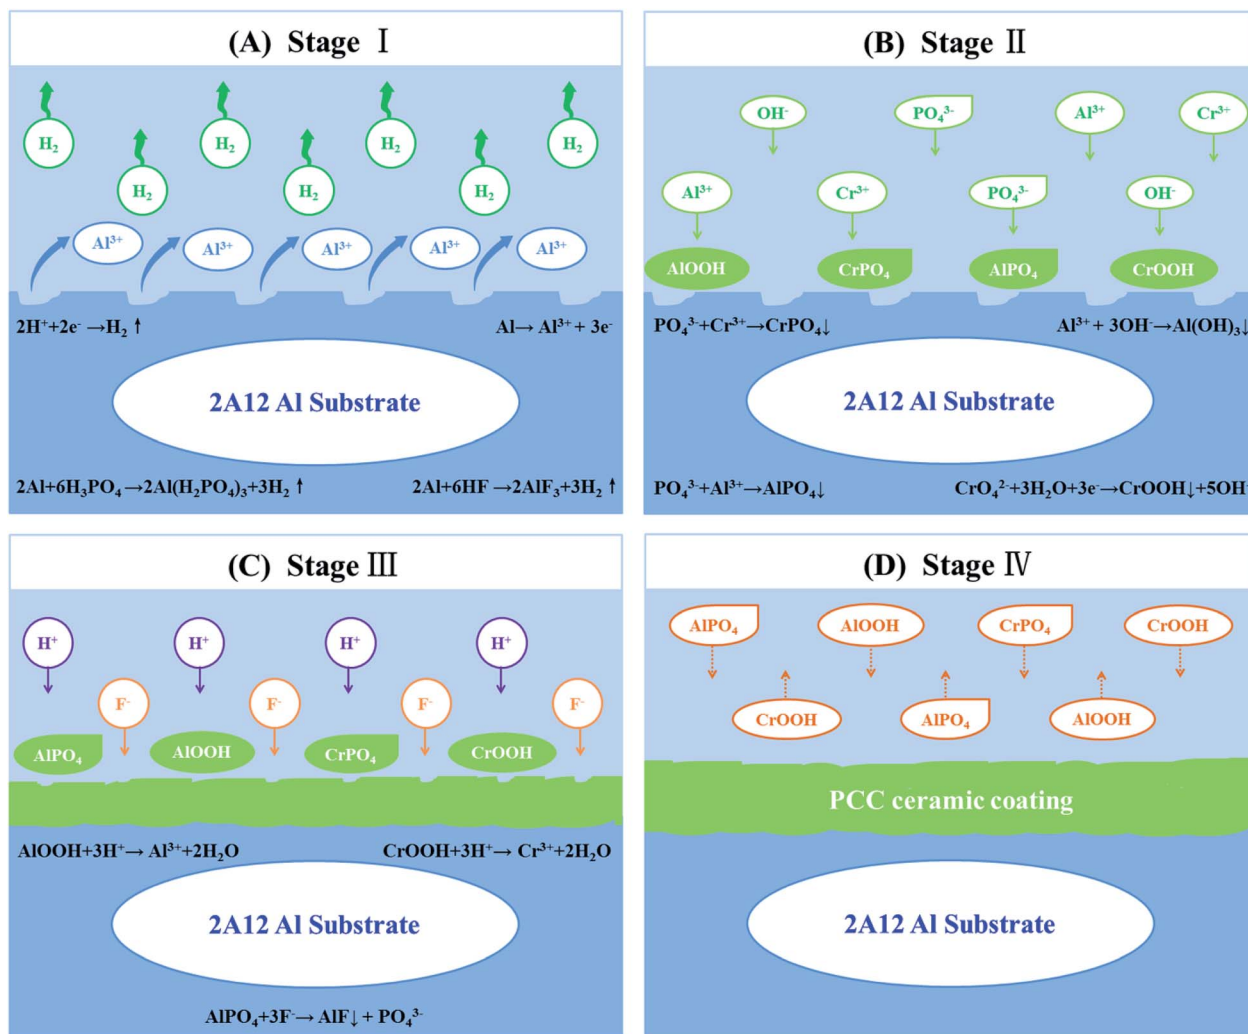 (A) Stage Ⅰ
H₂ H₂ H₂ H₂
H₂ H₂ H₂
Al³⁺ Al³⁺ Al³⁺ Al³⁺ Al³⁺
2H⁺+2e⁻ →H₂ ↑ Al→ Al³⁺ + 3e⁻
2A12 Al Substrate
2Al+6H₃PO₄→2Al(H₂PO₄)₃+3H₂ ↑ 2Al+6HF →2AlF₃+3H₂ ↑
(B) Stage Ⅱ
OH⁻ PO₄³⁻ Al³⁺ Cr³⁺
Al³⁺ Cr³⁺ PO₄³⁻ OH⁻
AlOOH CrPO₄ AlPO₄ CrOOH
PO₄³⁻+Cr³⁺→CrPO₄↓ Al³⁺ + 3OH⁻→Al(OH)₃↓
2A12 Al Substrate
PO₄³⁻+Al³⁺→AlPO₄↓ CrO₄²⁻+3H₂O+3e⁻→CrOOH↓+5OH⁻
(C) Stage Ⅲ
H⁺ H⁺ H⁺ H⁺
F⁻ F⁻ F⁻ F⁻
AlPO₄ AlOOH CrPO₄ CrOOH
AlOOH+3H⁺→ Al³⁺+2H₂O CrOOH+3H⁺→ Cr³⁺+2H₂O
2A12 Al Substrate
AlPO₄+3F⁻→ AlF↓ + PO₄³⁻
(D) Stage Ⅳ
AlPO₄ AlOOH CrPO₄ CrOOH
CrOOH AlPO₄ AlOOH
PCC ceramic coating
2A12 Al Substrate